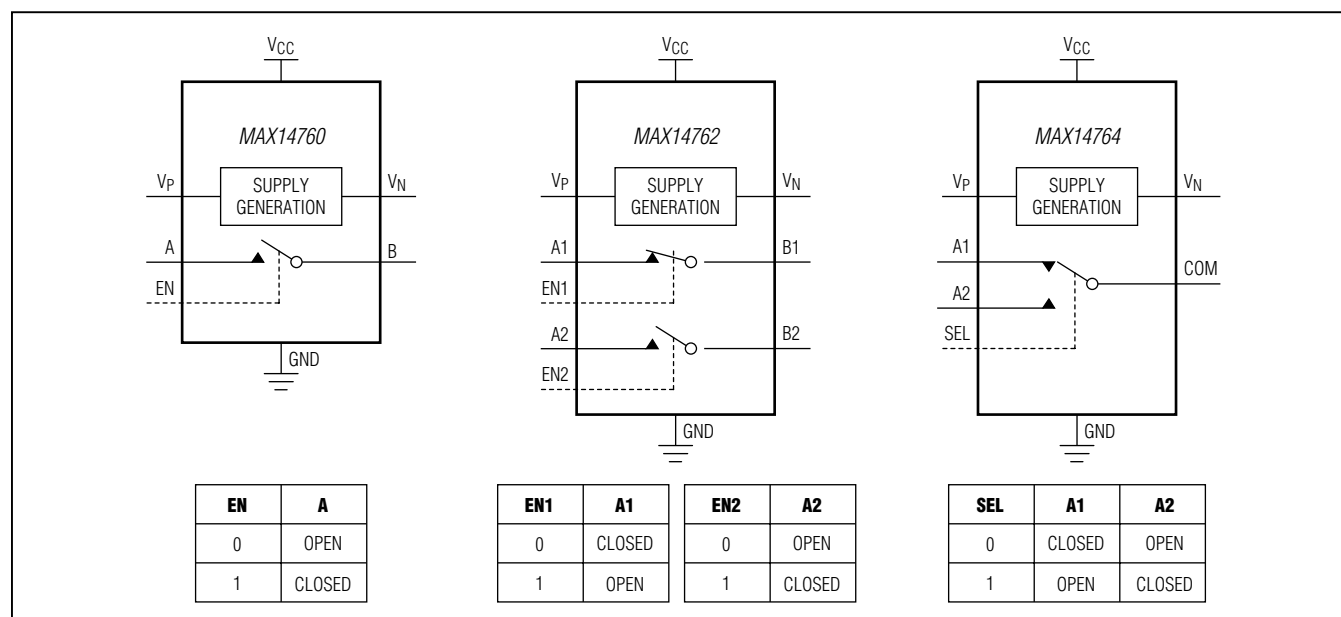 VCC
MAX14760
VP
SUPPLY
GENERATION
VN
A
B
EN
GND
EN A
0 OPEN
1 CLOSED
VCC
MAX14762
VP
SUPPLY
GENERATION
VN
A1
B1
EN1
A2
B2
EN2
GND
EN1 A1
0 CLOSED
1 OPEN
EN2 A2
0 OPEN
1 CLOSED
VCC
MAX14764
VP
SUPPLY
GENERATION
VN
A1
COM
A2
SEL
GND
SEL A1 A2
0 CLOSED OPEN
1 OPEN CLOSED